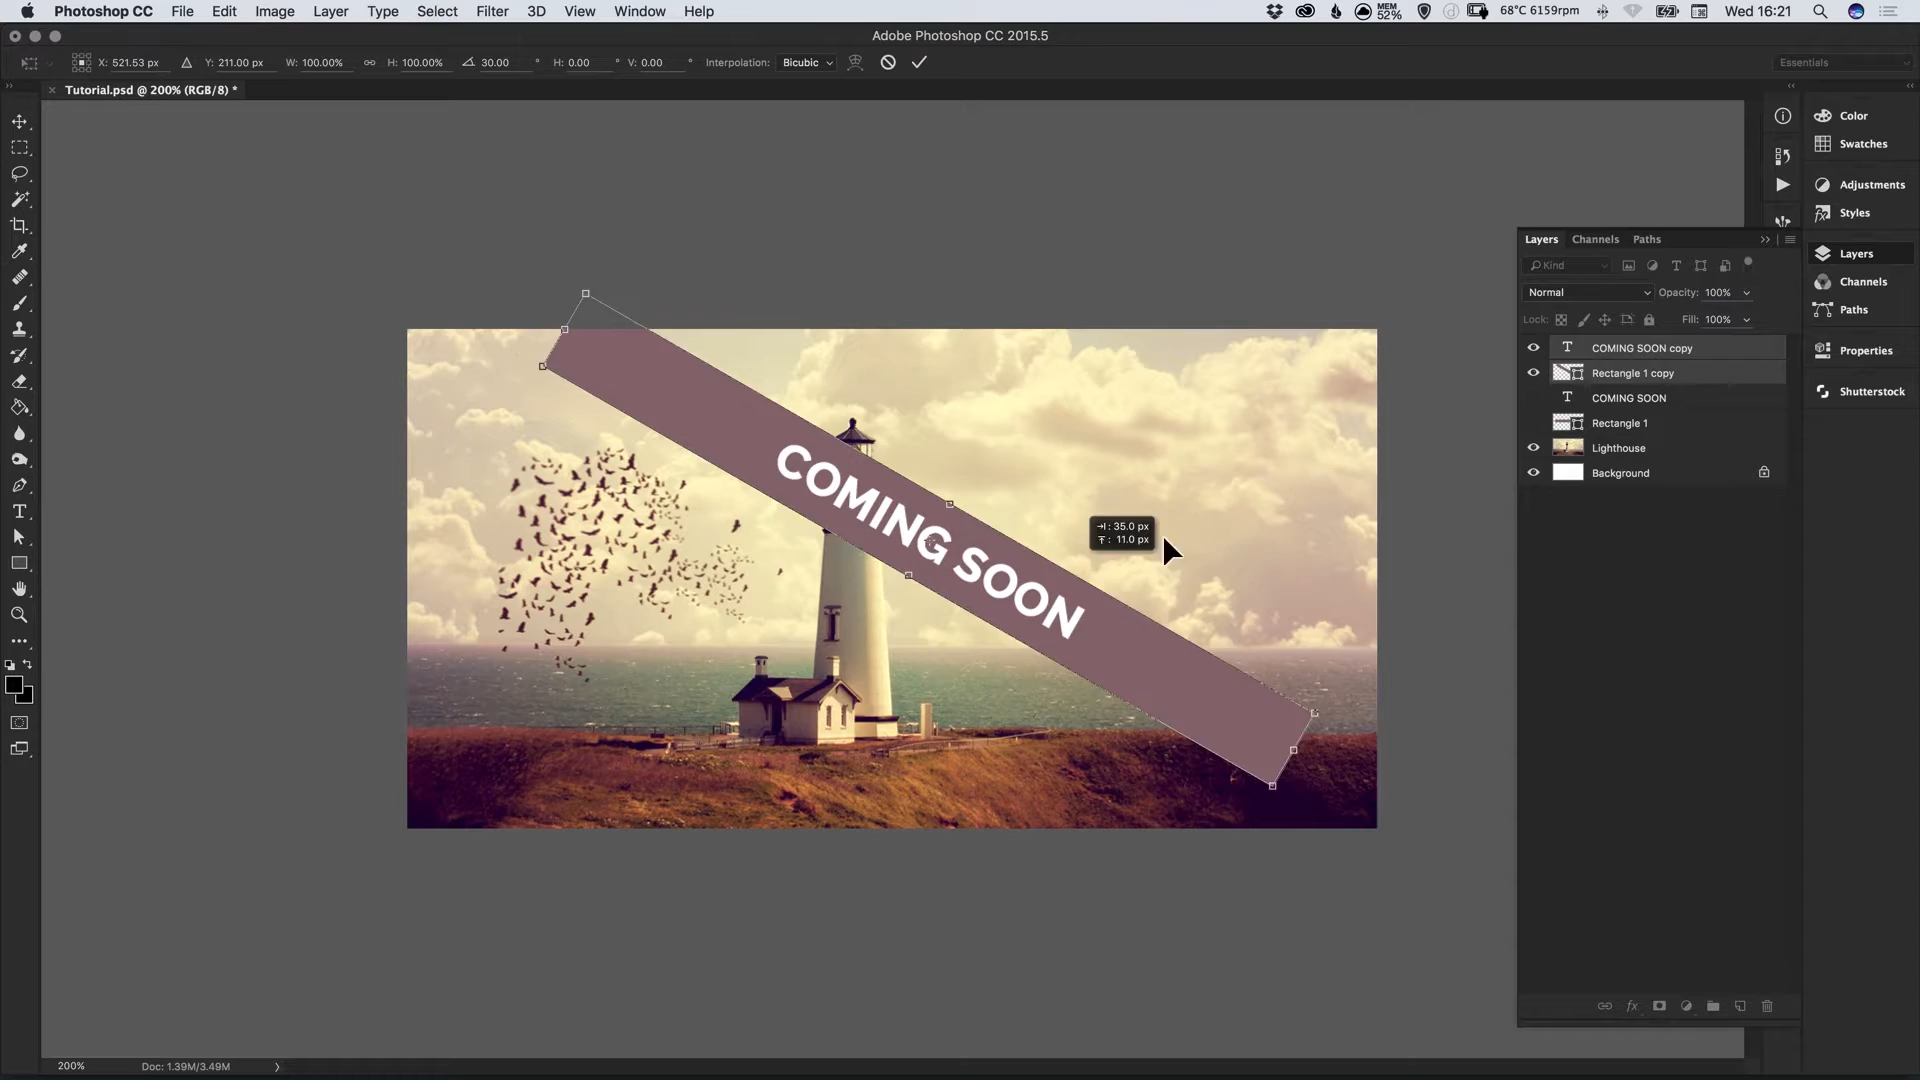 Photoshop CC File Edit Image Layer Type Select Filter 3D View Window Help MEM 52% 68°C 6159rpm Wed 16:21
Adobe Photoshop CC 2015.5
X: 521.53 px Y: 211.00 px W: 100.00% H: 100.00% 30.00 ° H: 0.00 ° V: 0.00 ° Interpolation: Bicubic Essentials
Tutorial.psd @ 200% (RGB/8) *
Color
Swatches
Adjustments
Styles
Layers
Channels
Paths
Properties
Shutterstock
Layers Channels Paths
Kind
Normal Opacity: 100%
Lock: Fill: 100%
COMING SOON copy
Rectangle 1 copy
COMING SOON
Rectangle 1
Lighthouse
Background
COMING SOON
: 35.0 px
: 11.0 px
200% Doc: 1.39M/3.49M